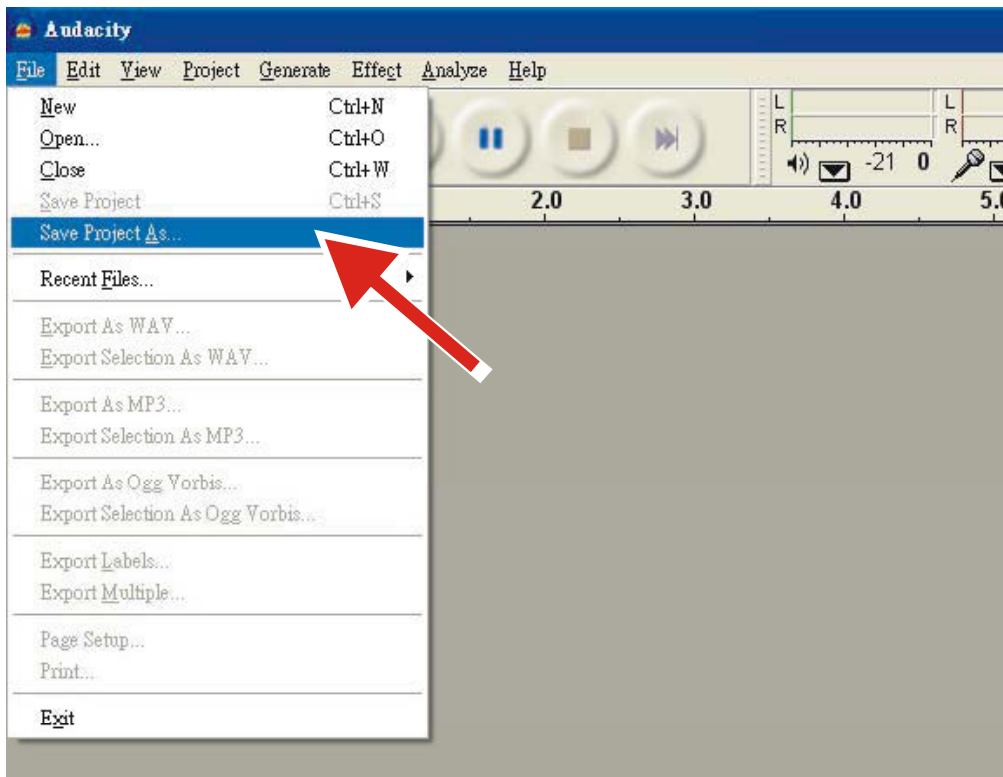 Audacity
File Edit View Project Generate Effect Analyze Help
New Ctrl+N
Open... Ctrl+O
Close Ctrl+W
Save Project Ctrl+S
Save Project As...
Recent Files...
Export As WAV...
Export Selection As WAV...
Export As MP3...
Export Selection As MP3...
Export As Ogg Vorbis...
Export Selection As Ogg Vorbis...
Export Labels...
Export Multiple...
Page Setup...
Print...
Exit
L L
R R
-21 0
2.0 3.0 4.0 5.0